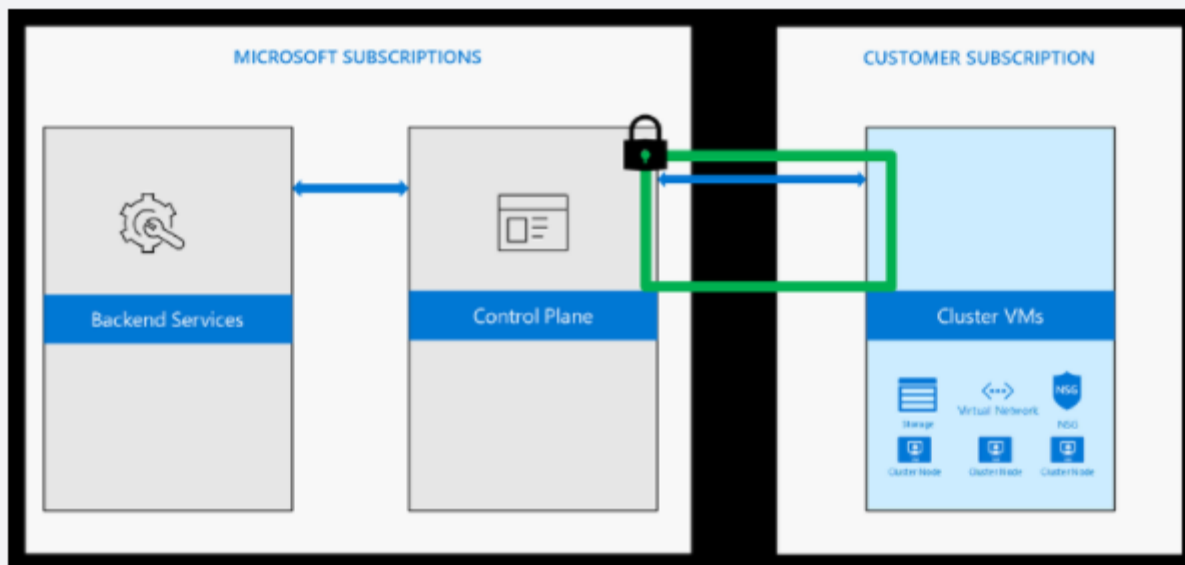 MICROSOFT SUBSCRIPTIONS
CUSTOMER SUBSCRIPTION
Backend Services
Control Plane
Cluster VMs
NSG
Storage
Virtual Network
NSG
Cluster Node
Cluster Node
Cluster Node